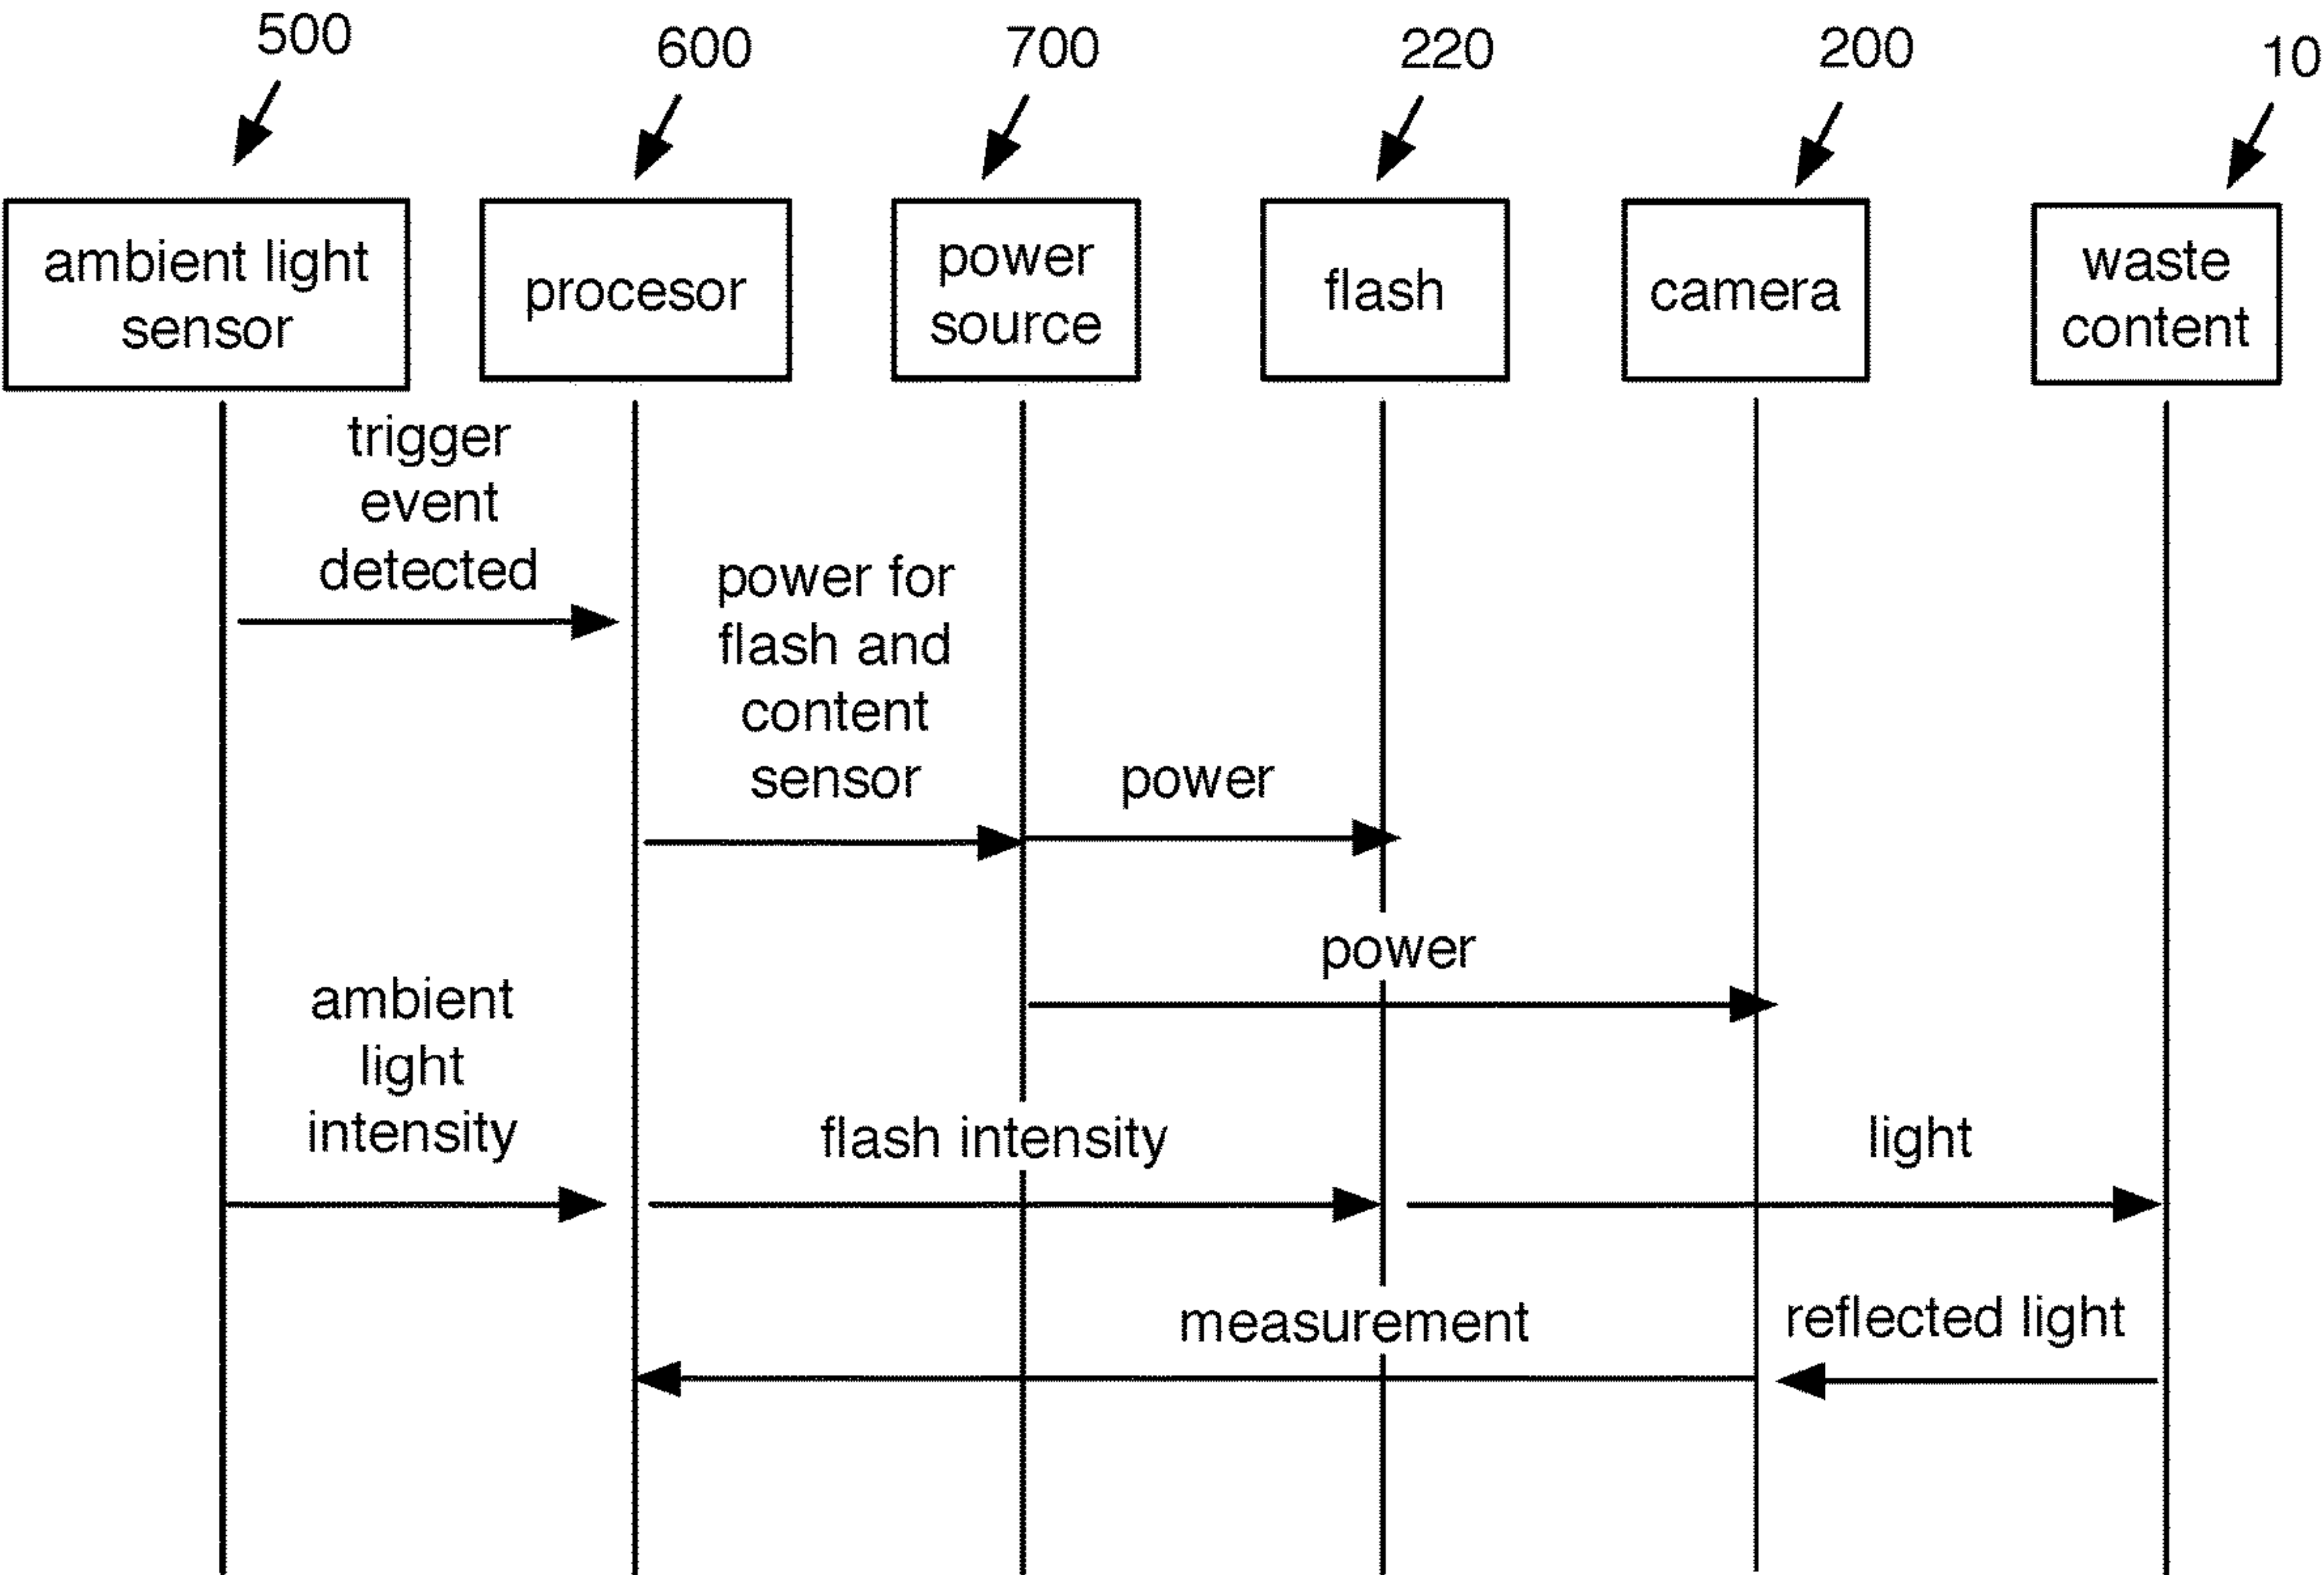 500
600
700
220
200
10
ambient light
sensor
procesor
power
source
flash
camera
waste
content
trigger
event
detected
power for
flash and
content
sensor
power
power
ambient
light
intensity
flash intensity
light
measurement
reflected light